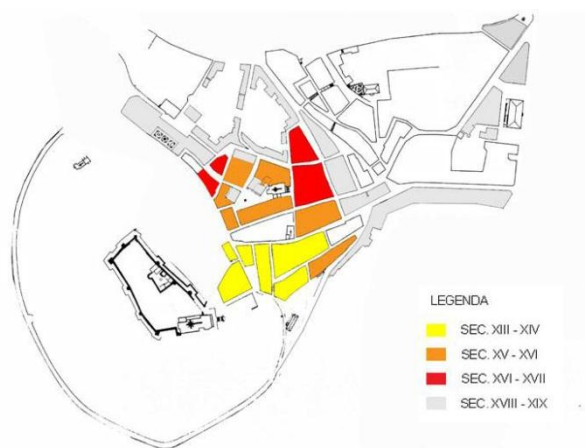 LEGENDA
SEC. XIII - XIV
SEC. XV - XVI
SEC. XVI - XVII
SEC. XVIII - XIX